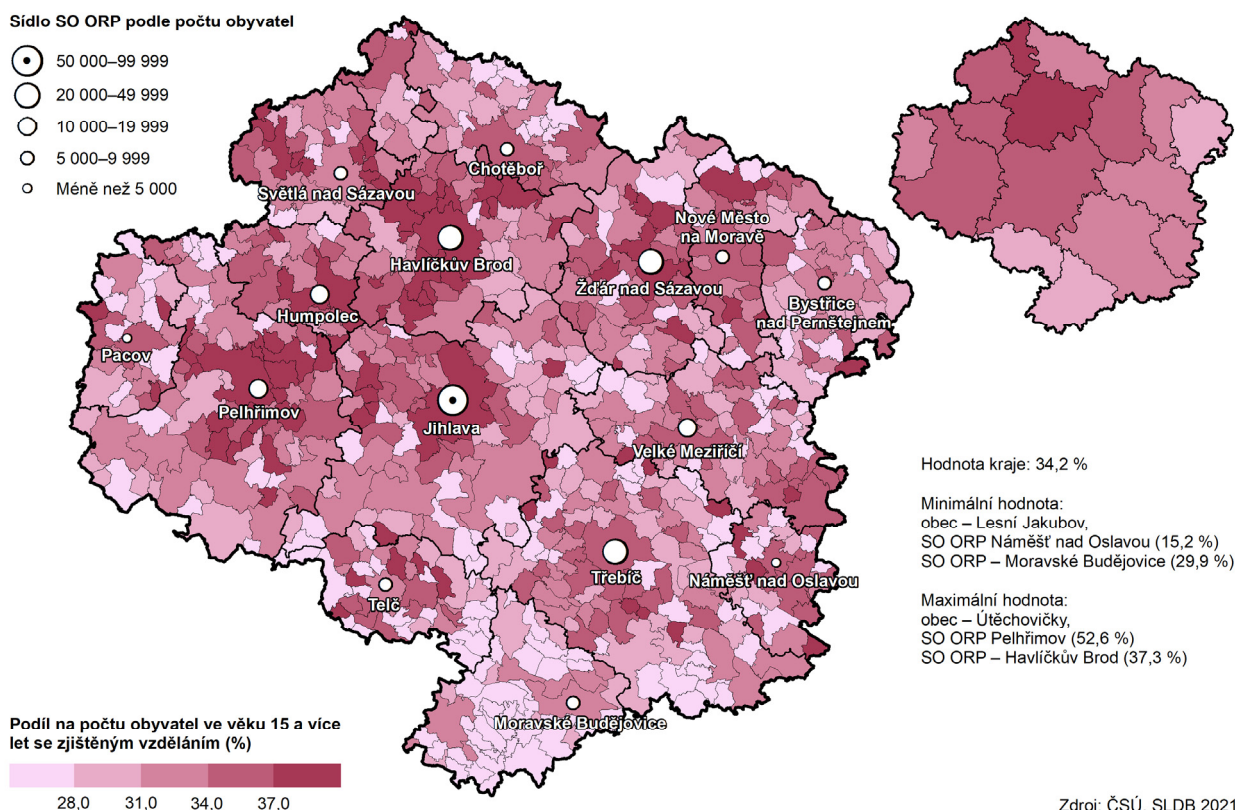 Sídlo SO ORP podle počtu obyvatel
50 000–99 999
20 000–49 999
10 000–19 999
5 000–9 999
Méně než 5 000
Chotěboř
Světlá nad Sázavou
Nové Město
na Moravě
Havlíčkův Brod
Žďár nad Sázavou
Humpolec
Bystřice
nad Pernštejnem
Pacov
Pelhřimov
Jihlava
Velké Meziříčí
Třebíč
Náměšť nad Oslavou
Telč
Moravské Budějovice
Hodnota kraje: 34,2 %
Minimální hodnota:
obec – Lesní Jakubov,
SO ORP Náměšť nad Oslavou (15,2 %)
SO ORP – Moravské Budějovice (29,9 %)
Maximální hodnota:
obec – Útěchovičky,
SO ORP Pelhřimov (52,6 %)
SO ORP – Havlíčkův Brod (37,3 %)
Podíl na počtu obyvatel ve věku 15 a více
let se zjištěným vzděláním (%)
28,0 31,0 34,0 37,0
Zdroj: ČSÚ, SLDB 2021